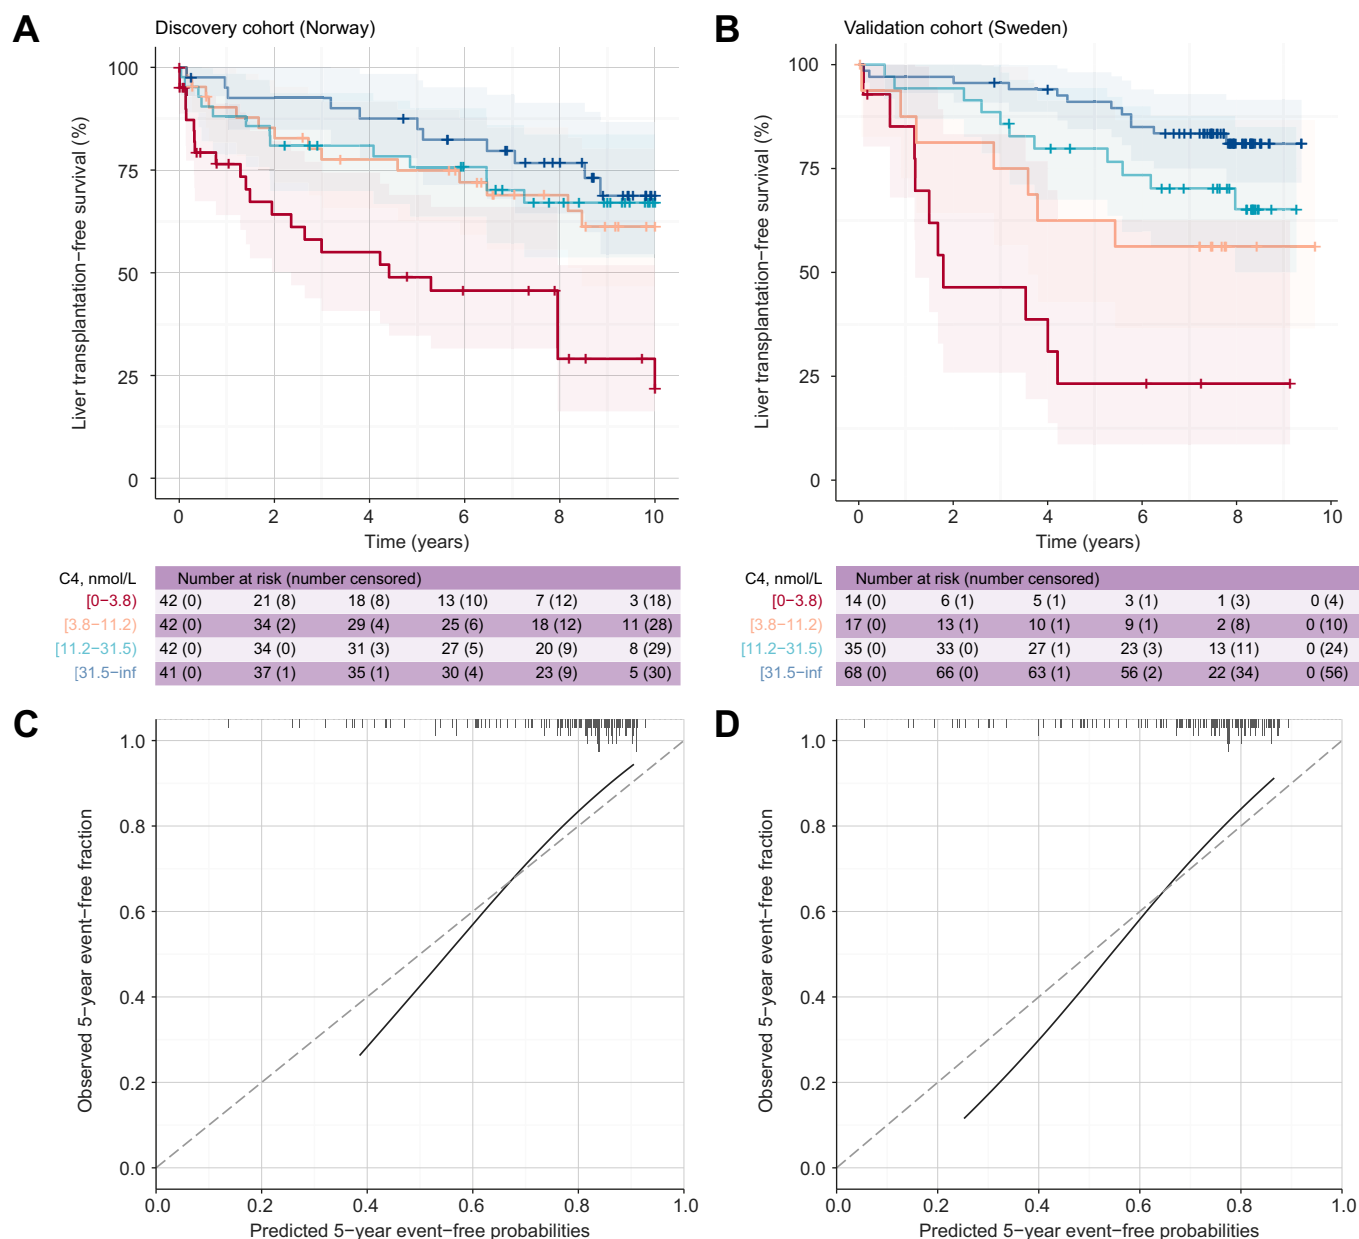 A
Discovery cohort (Norway)
Liver transplantation−free survival (%)
100
75
50
25
0
0 2 4 6 8 10
Time (years)
C4, nmol/L Number at risk (number censored)
[0−3.8) 42 (0) 21 (8) 18 (8) 13 (10) 7 (12) 3 (18)
[3.8−11.2) 42 (0) 34 (2) 29 (4) 25 (6) 18 (12) 11 (28)
[11.2−31.5) 42 (0) 34 (0) 31 (3) 27 (5) 20 (9) 8 (29)
[31.5−inf 41 (0) 37 (1) 35 (1) 30 (4) 23 (9) 5 (30)
B
Validation cohort (Sweden)
Liver transplantation−free survival (%)
100
75
50
25
0
0 2 4 6 8 10
Time (years)
C4, nmol/L Number at risk (number censored)
[0−3.8) 14 (0) 6 (1) 5 (1) 3 (1) 1 (3) 0 (4)
[3.8−11.2) 17 (0) 13 (1) 10 (1) 9 (1) 2 (8) 0 (10)
[11.2−31.5) 35 (0) 33 (0) 27 (1) 23 (3) 13 (11) 0 (24)
[31.5−inf 68 (0) 66 (0) 63 (1) 56 (2) 22 (34) 0 (56)
C
Observed 5−year event−free fraction
1.0
0.8
0.6
0.4
0.2
0.0
0.0 0.2 0.4 0.6 0.8 1.0
Predicted 5−year event−free probabilities
D
Observed 5−year event−free fraction
1.0
0.8
0.6
0.4
0.2
0.0
0.0 0.2 0.4 0.6 0.8 1.0
Predicted 5−year event−free probabilities